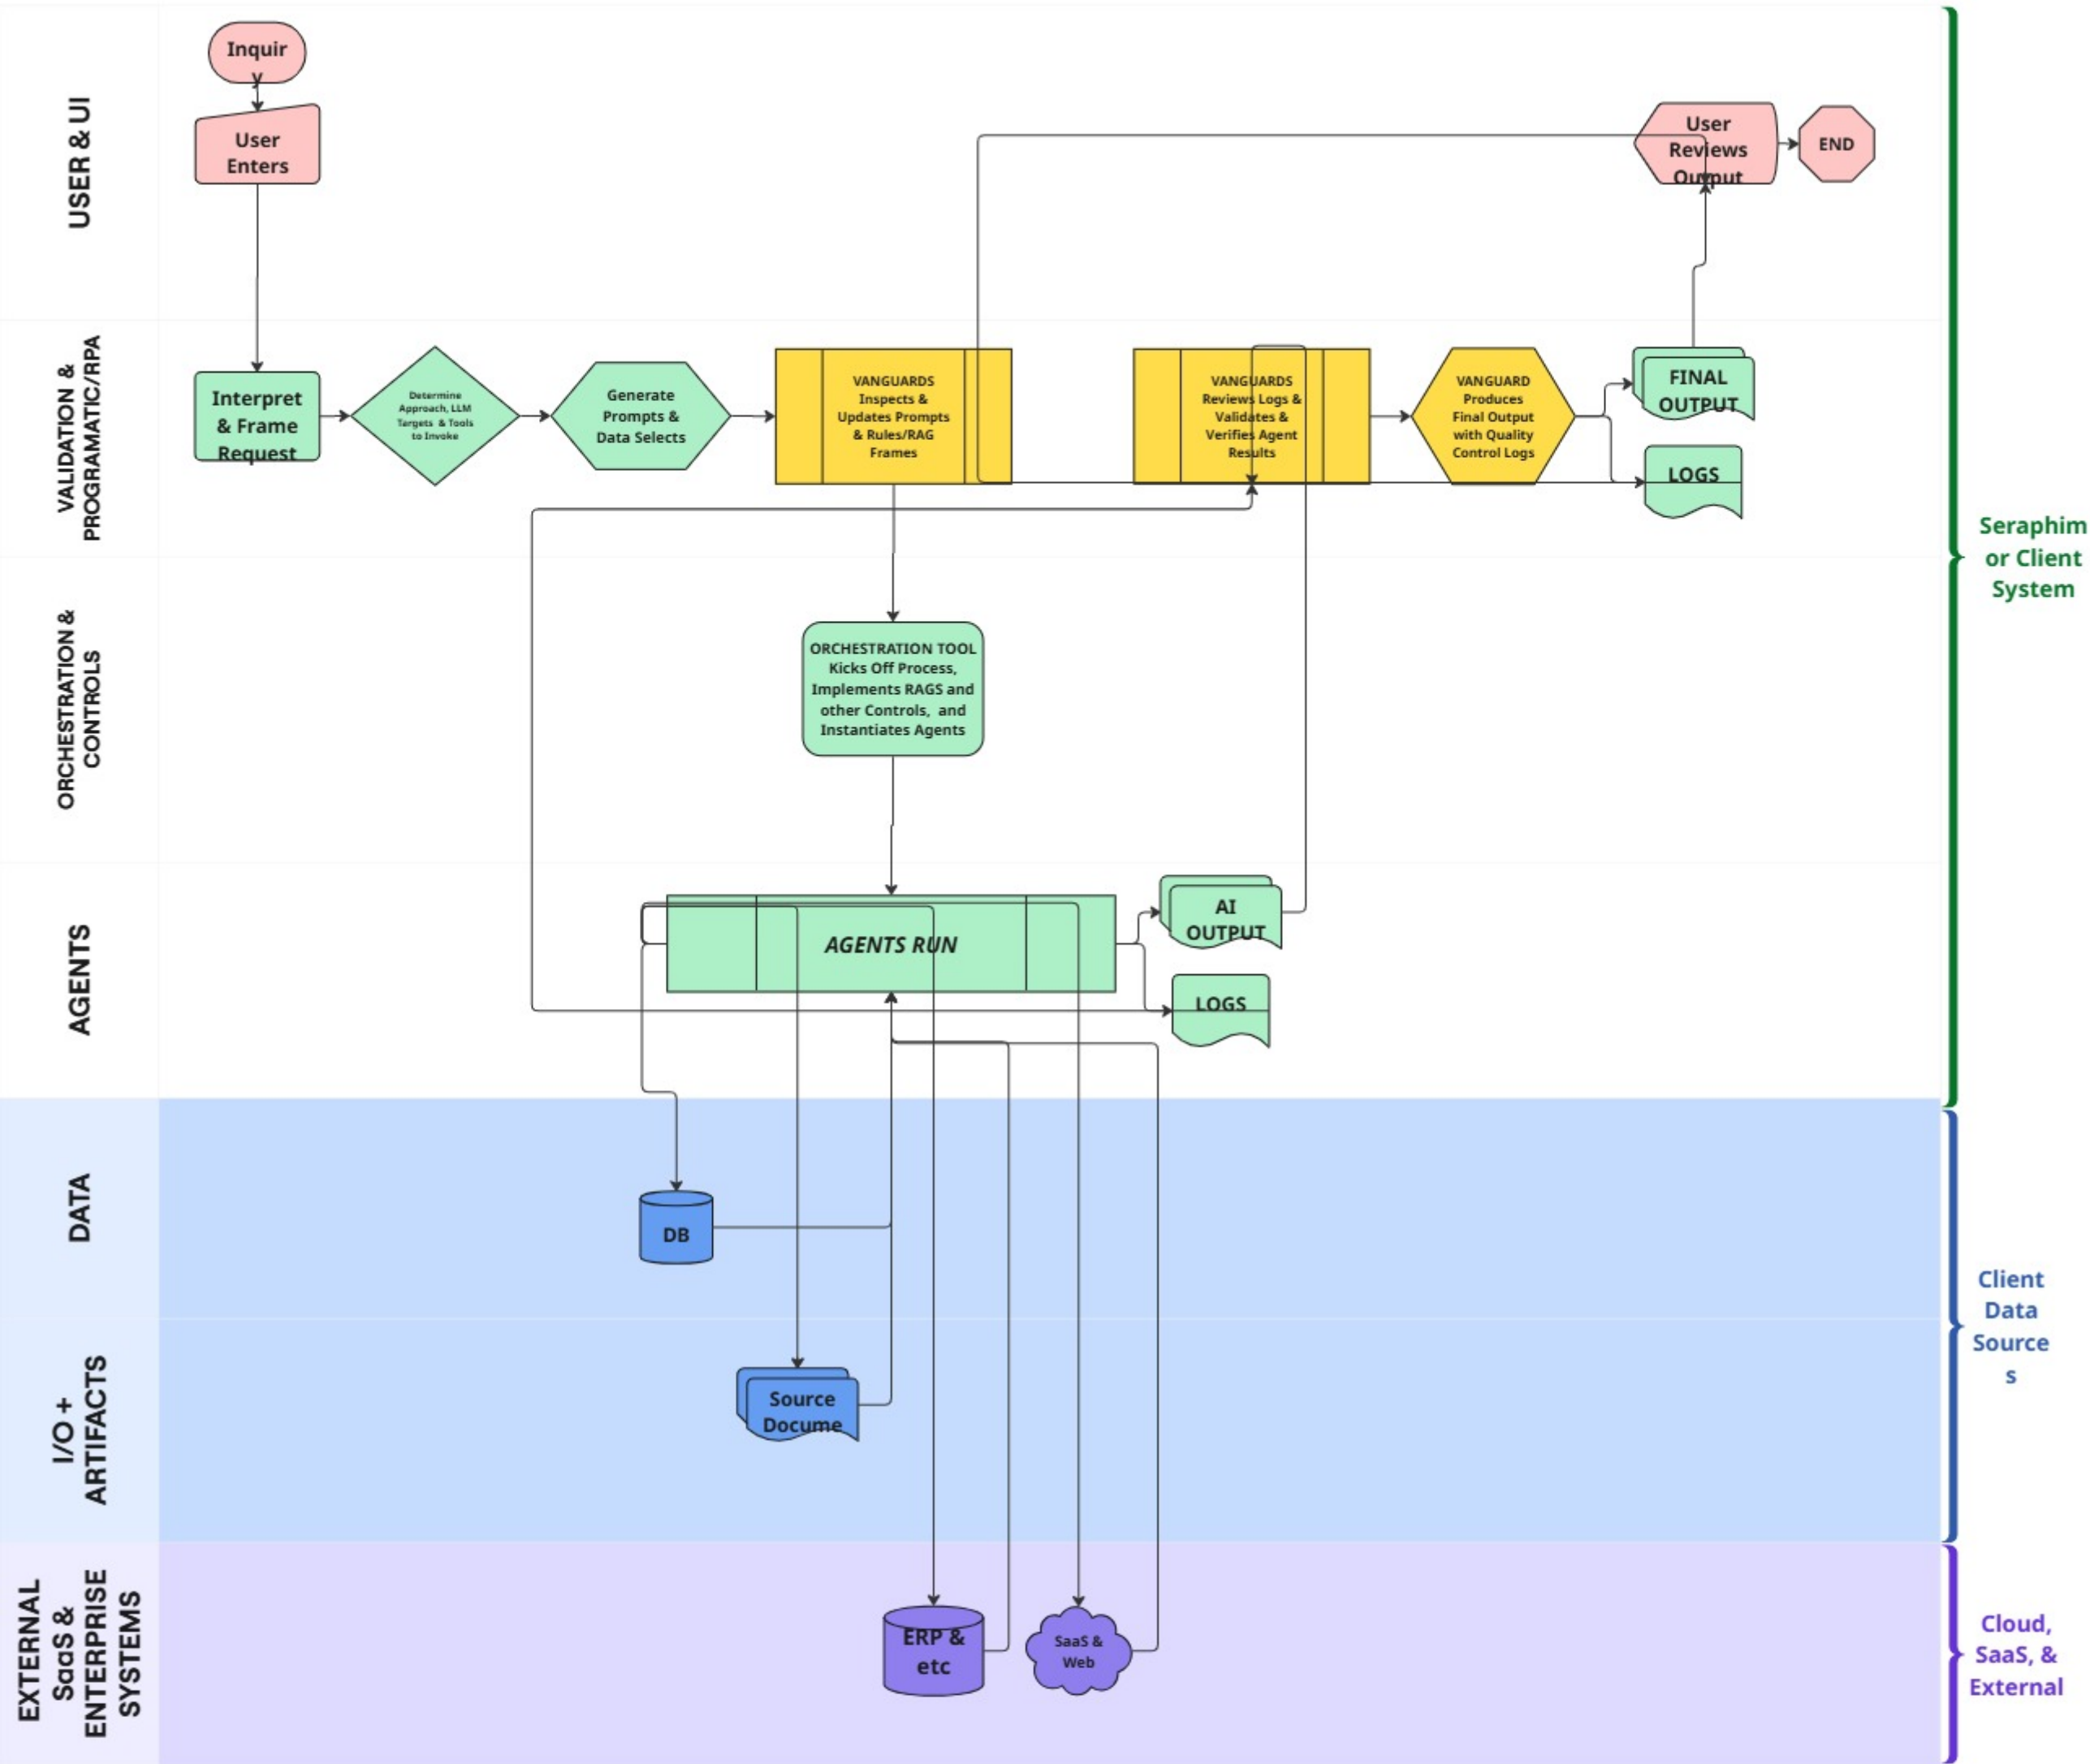 USER & UI
Inquir
y
User
Enters
User
Reviews
Output
END
VALIDATION &
PROGRAMATIC/RPA
Interpret
& Frame
Request
Determine
Approach, LLM
Targets & Tools
to Invoke
Generate
Prompts &
Data Selects
VANGUARDS
Inspects &
Updates Prompts
& Rules/RAG
Frames
VANGUARDS
Reviews Logs &
Validates &
Verifies Agent
Results
VANGUARD
Produces
Final Output
with Quality
Control Logs
FINAL
OUTPUT
LOGS
Seraphim
or Client
System
ORCHESTRATION &
CONTROLS
ORCHESTRATION TOOL
Kicks Off Process,
Implements RAGS and
other Controls, and
Instantiates Agents
AGENTS
AGENTS RUN
AI
OUTPUT
LOGS
DATA
DB
Client
Data
Source
s
I/O +
ARTIFACTS
Source
Docume
EXTERNAL
SaaS &
ENTERPRISE
SYSTEMS
ERP &
etc
SaaS &
Web
Cloud,
SaaS, &
External